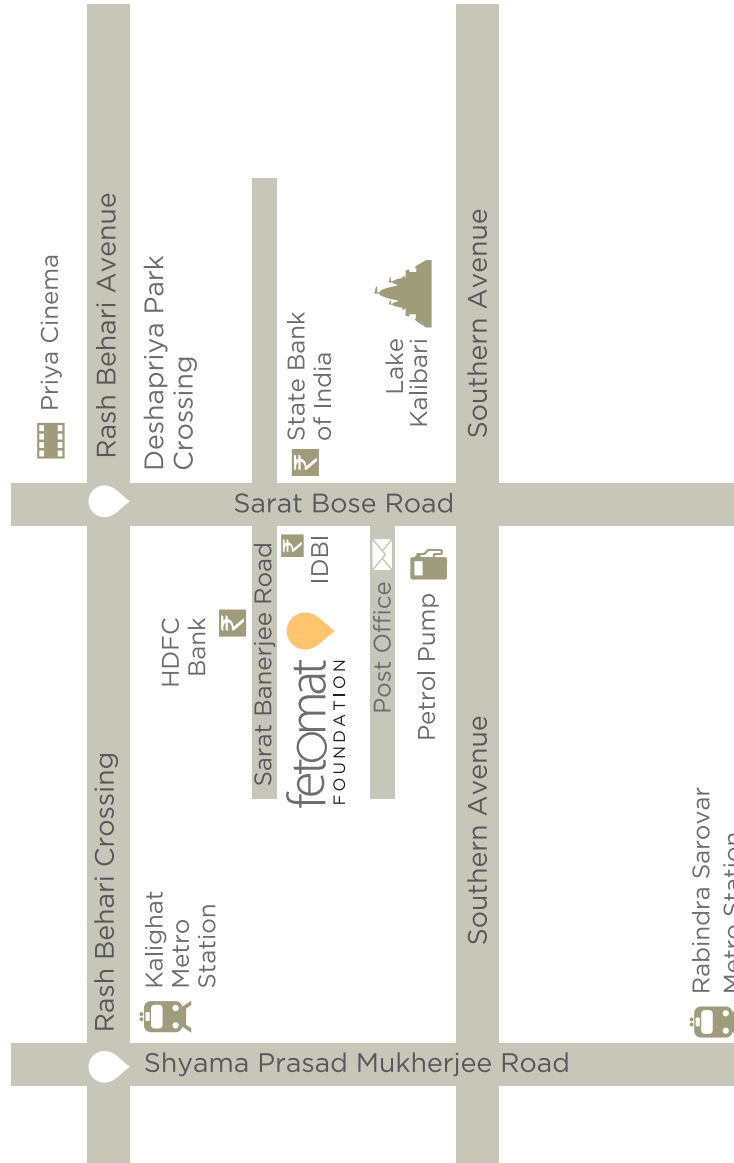 Priya Cinema
Rash Behari Avenue
Deshapriya Park
Crossing
State Bank
of India
Lake
Kalibari
Southern Avenue
Sarat Bose Road
Rash Behari Crossing
HDFC
Bank
Sarat Banerjee Road
IDBI
fetomat
FOUNDATION
Post Office
Petrol Pump
Southern Avenue
Kalighat
Metro
Station
Rabindra Sarovar
Metro Station
Shyama Prasad Mukherjee Road